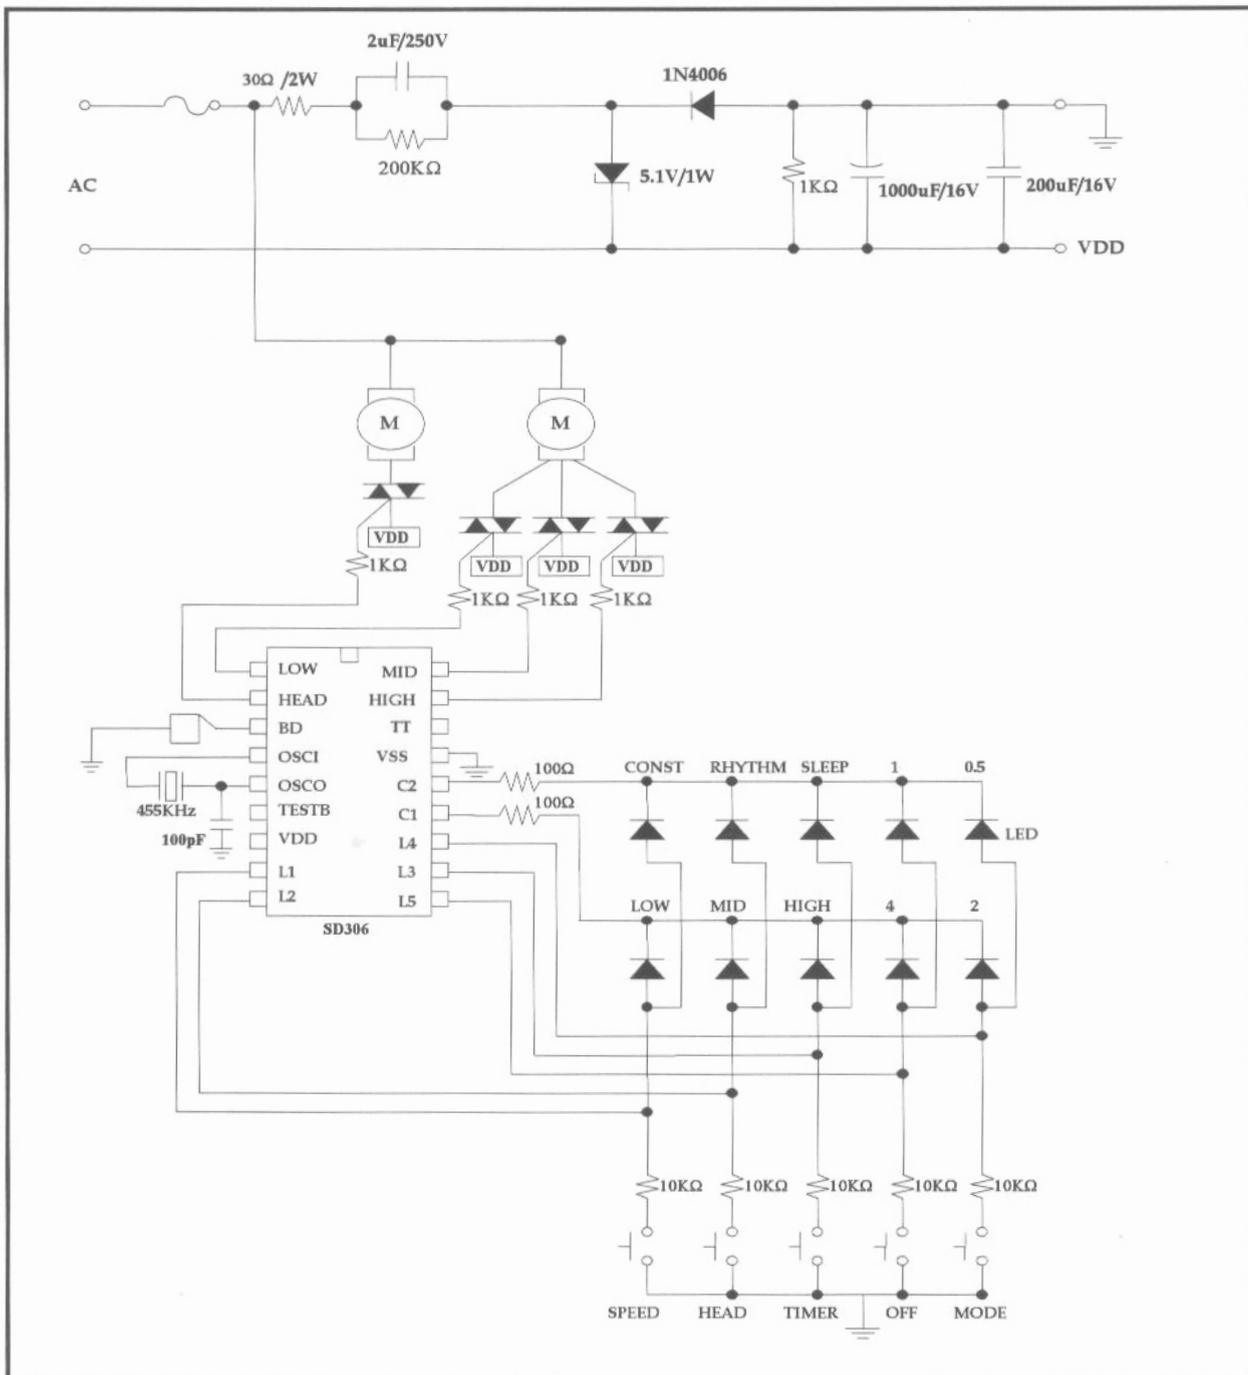 2uF/250V
30Ω /2W
1N4006
200KΩ
AC
5.1V/1W
1KΩ
1000uF/16V
200uF/16V
VDD
M
M
VDD
1KΩ
VDD
VDD
VDD
1KΩ
1KΩ
1KΩ
LOW
MID
HEAD
HIGH
BD
TT
OSCI
VSS
OSCO
C2
TESTB
C1
VDD
L4
L1
L3
L2
L5
SD306
455KHz
100pF
100Ω
100Ω
CONST
RHYTHM
SLEEP
1
0.5
LED
LOW
MID
HIGH
4
2
10KΩ
10KΩ
10KΩ
10KΩ
10KΩ
SPEED
HEAD
TIMER
OFF
MODE